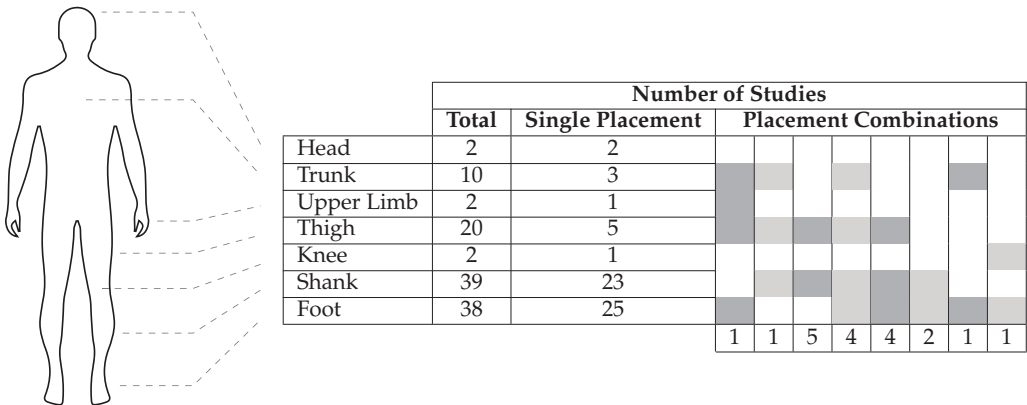 Number of Studies
Total Single Placement Placement Combinations
Head 2 2
Trunk 10 3
Upper Limb 2 1
Thigh 20 5
Knee 2 1
Shank 39 23
Foot 38 25
1 1 5 4 4 2 1 1